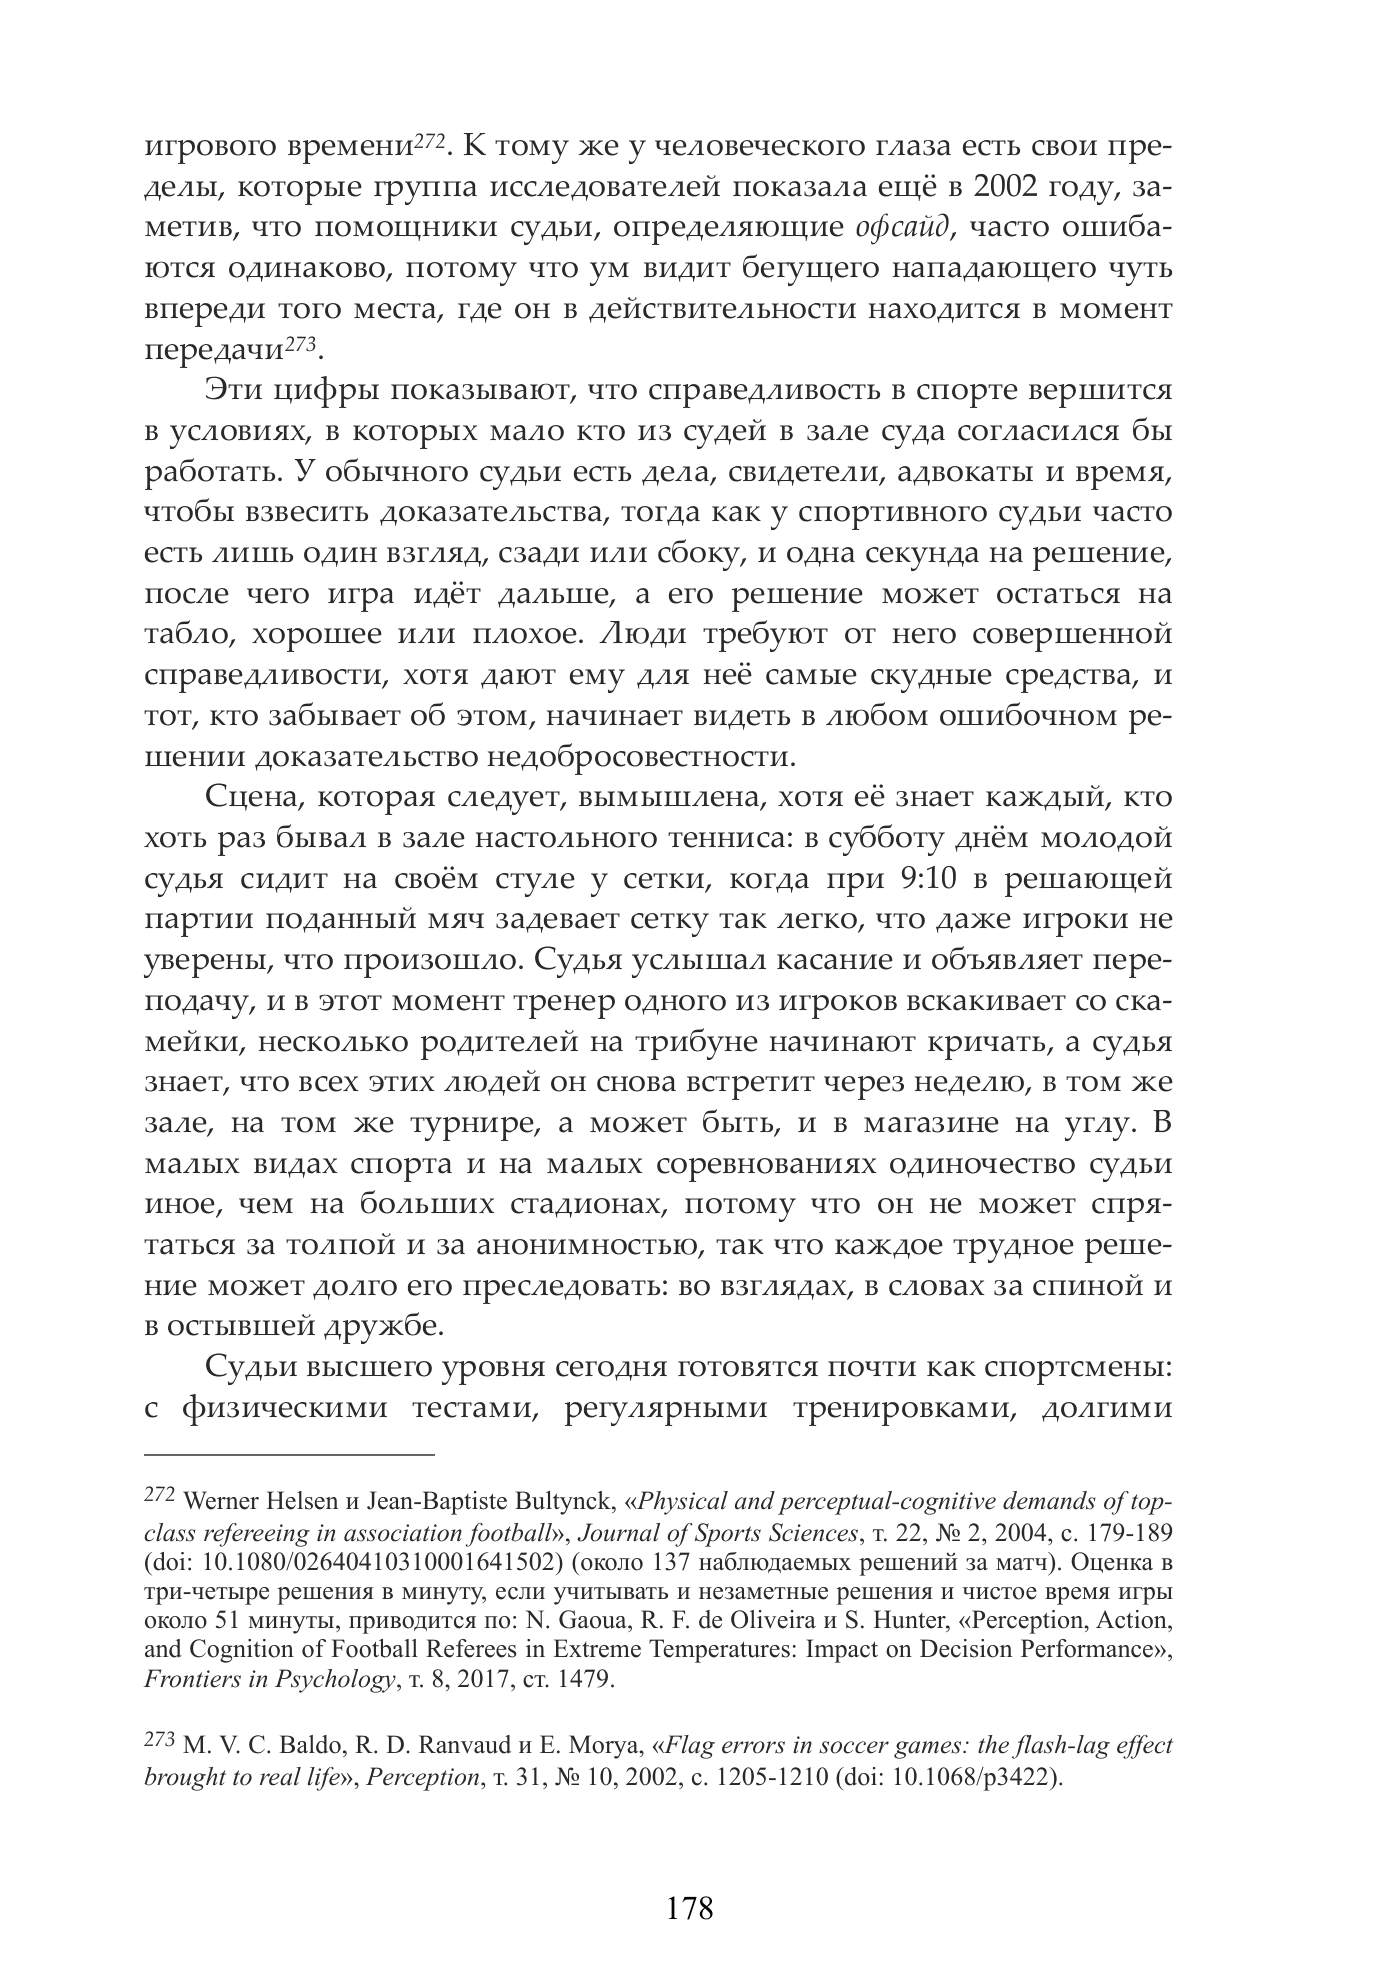 игрового времени272. К тому же у человеческого глаза есть свои пре-
делы, которые группа исследователей показала ещё в 2002 году, за-
метив, что помощники судьи, определяющие офсайд, часто ошиба-
ются одинаково, потому что ум видит бегущего нападающего чуть
впереди того места, где он в действительности находится в момент
передачи273.
Эти цифры показывают, что справедливость в спорте вершится
в условиях, в которых мало кто из судей в зале суда согласился бы
работать. У обычного судьи есть дела, свидетели, адвокаты и время,
чтобы взвесить доказательства, тогда как у спортивного судьи часто
есть лишь один взгляд, сзади или сбоку, и одна секунда на решение,
после чего игра идёт дальше, а его решение может остаться на
табло, хорошее или плохое. Люди требуют от него совершенной
справедливости, хотя дают ему для неё самые скудные средства, и
тот, кто забывает об этом, начинает видеть в любом ошибочном ре-
шении доказательство недобросовестности.
Сцена, которая следует, вымышлена, хотя её знает каждый, кто
хоть раз бывал в зале настольного тенниса: в субботу днём молодой
судья сидит на своём стуле у сетки, когда при 9:10 в решающей
партии поданный мяч задевает сетку так легко, что даже игроки не
уверены, что произошло. Судья услышал касание и объявляет пере-
подачу, и в этот момент тренер одного из игроков вскакивает со ска-
мейки, несколько родителей на трибуне начинают кричать, а судья
знает, что всех этих людей он снова встретит через неделю, в том же
зале, на том же турнире, а может быть, и в магазине на углу. В
малых видах спорта и на малых соревнованиях одиночество судьи
иное, чем на больших стадионах, потому что он не может спря-
таться за толпой и за анонимностью, так что каждое трудное реше-
ние может долго его преследовать: во взглядах, в словах за спиной и
в остывшей дружбе.
Судьи высшего уровня сегодня готовятся почти как спортсмены:
с физическими тестами, регулярными тренировками, долгими
272 Werner Helsen и Jean-Baptiste Bultynck, «Physical and perceptual-cognitive demands of top-
class refereeing in association football», Journal of Sports Sciences, т. 22, № 2, 2004, с. 179-189
(doi: 10.1080/02640410310001641502) (около 137 наблюдаемых решений за матч). Оценка в
три-четыре решения в минуту, если учитывать и незаметные решения и чистое время игры
около 51 минуты, приводится по: N. Gaoua, R. F. de Oliveira и S. Hunter, «Perception, Action,
and Cognition of Football Referees in Extreme Temperatures: Impact on Decision Performance»,
Frontiers in Psychology, т. 8, 2017, ст. 1479.
273 M. V. C. Baldo, R. D. Ranvaud и E. Morya, «Flag errors in soccer games: the flash-lag effect
brought to real life», Perception, т. 31, № 10, 2002, с. 1205-1210 (doi: 10.1068/p3422).
178